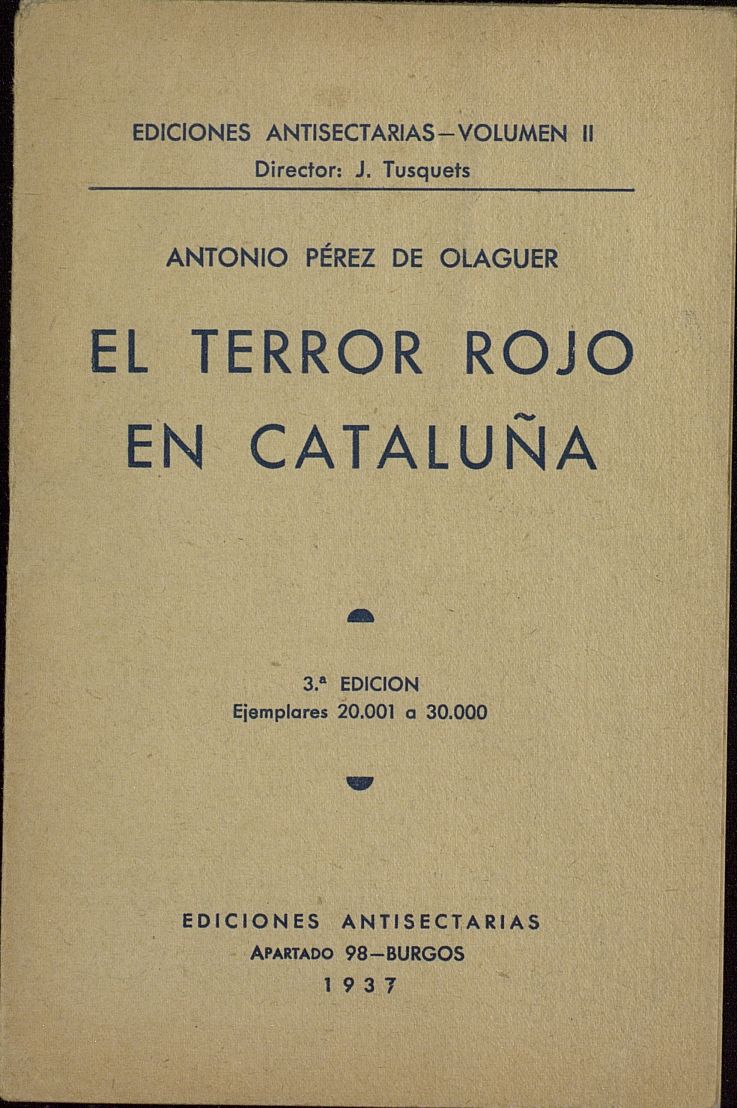 EDICIONES ANTISECTARIAS—VOLUMEN II
Director: J. Tusquets
ANTONIO PÉREZ DE OLAGUER
EL TERROR ROJO
EN CATALUÑA
3.ª EDICION
Ejemplares 20.001 a 30.000
EDICIONES ANTISECTARIAS
APARTADO 98—BURGOS
1937